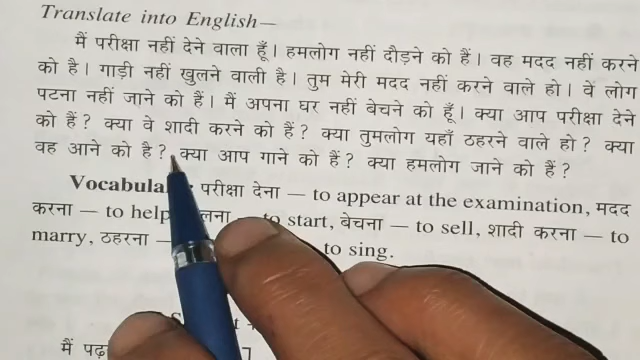 Translate into English—
मैं परीक्षा नहीं देने वाला हूँ। हमलोग नहीं दौड़ने को हैं। वह मदद नहीं करने
को है। गाड़ी नहीं खुलने वाली है। तुम मेरी मदद नहीं करने वाले हो। वे लोग
पटना नहीं जाने को हैं। मैं अपना घर नहीं बेचने को हूँ। क्या आप परीक्षा देने
को हैं? क्या वे शादी करने को हैं? क्या तुमलोग यहाँ ठहरने वाले हो? क्या
वह आने को है? क्या आप गाने को हैं? क्या हमलोग जाने को हैं?
परीक्षा देना — to appear at the examination, मदद
करना — to help, to start, बेचना — to sell, शादी करना — to
marry, ठहरना — to sing.
मैं